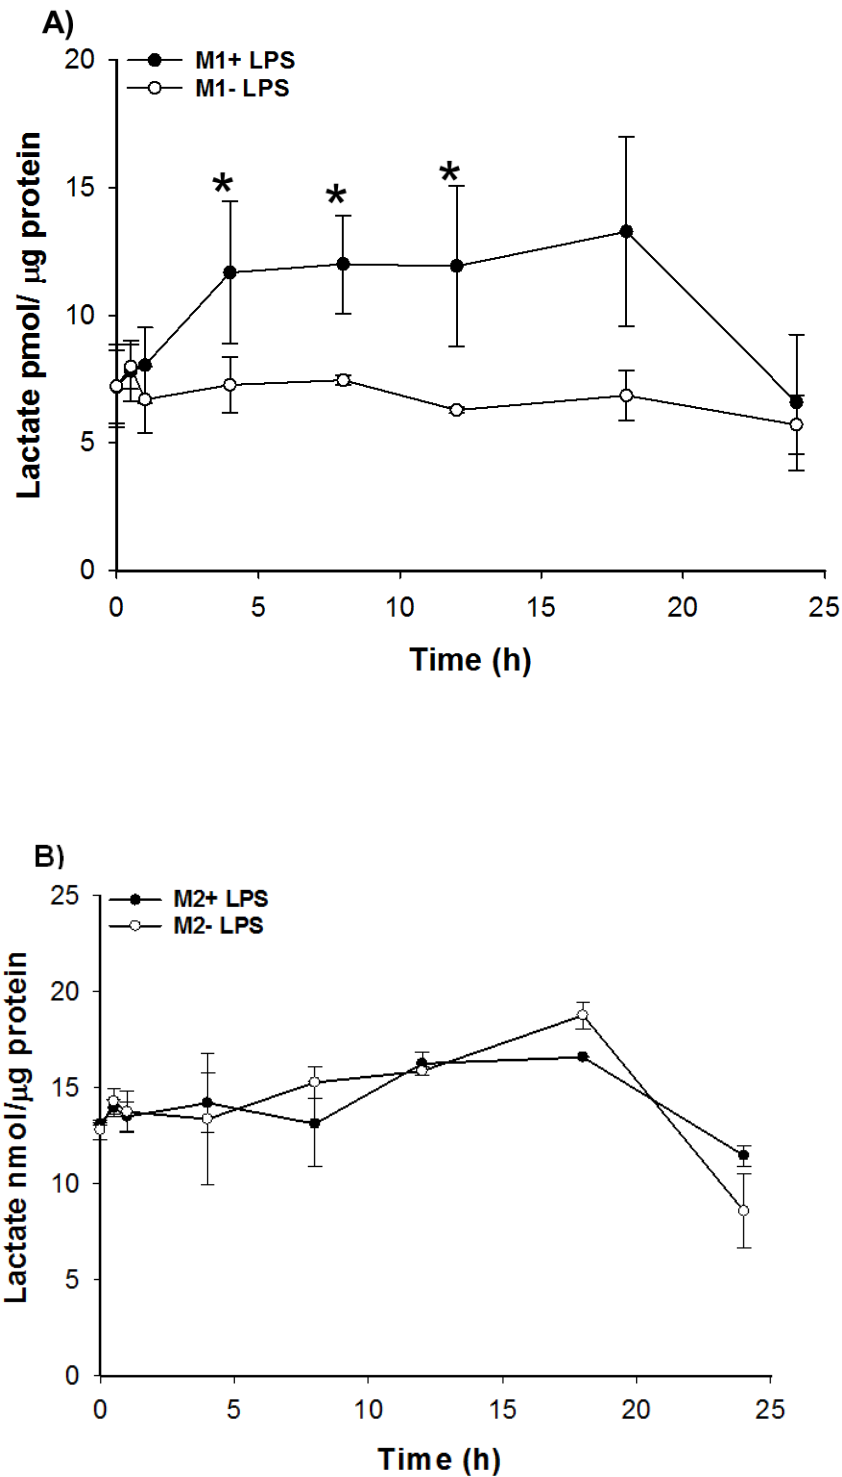 A)
M1+ LPS
M1- LPS
20
15
10
5
0
Lactate pmol/ µg protein
*
*
*
0 5 10 15 20 25
Time (h)
B)
M2+ LPS
M2- LPS
25
20
15
10
5
0
Lactate nmol/µg protein
0 5 10 15 20 25
Time (h)